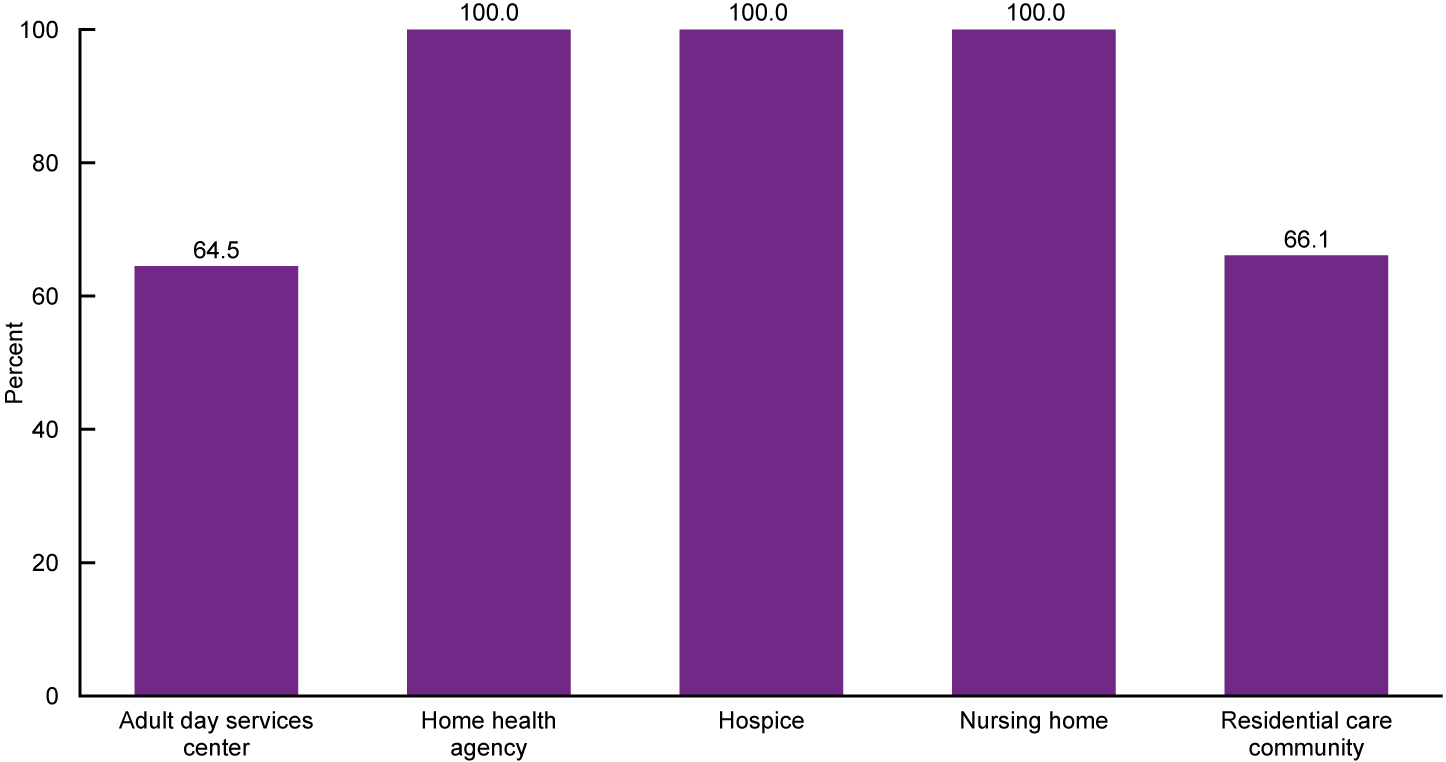 100.0
100.0
100.0
100
80
64.5
66.1
60
Percent
40
20
0
Adult day services
center
Home health
agency
Hospice
Nursing home
Residential care
community